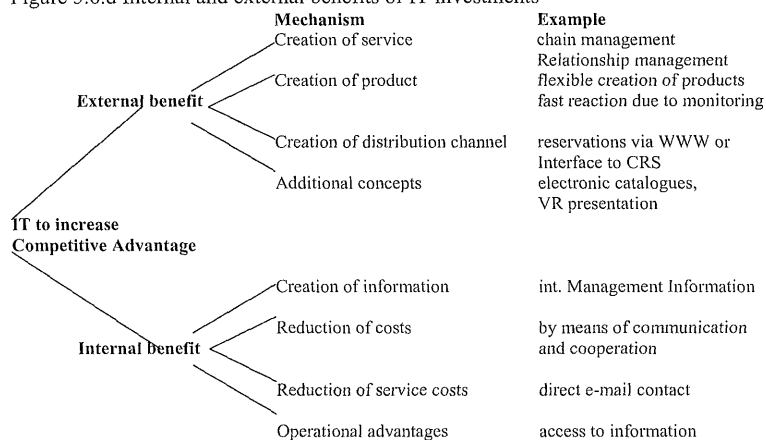 Figure 5.6.d Internal and external benefits of IT investments
Mechanism Example
Creation of service chain management
Relationship management
Creation of product flexible creation of products
External benefit fast reaction due to monitoring
Creation of distribution channel reservations via WWW or
Interface to CRS
Additional concepts electronic catalogues,
VR presentation
IT to increase
Competitive Advantage
Creation of information int. Management Information
Reduction of costs by means of communication
Internal benefit and cooperation
Reduction of service costs direct e-mail contact
Operational advantages access to information